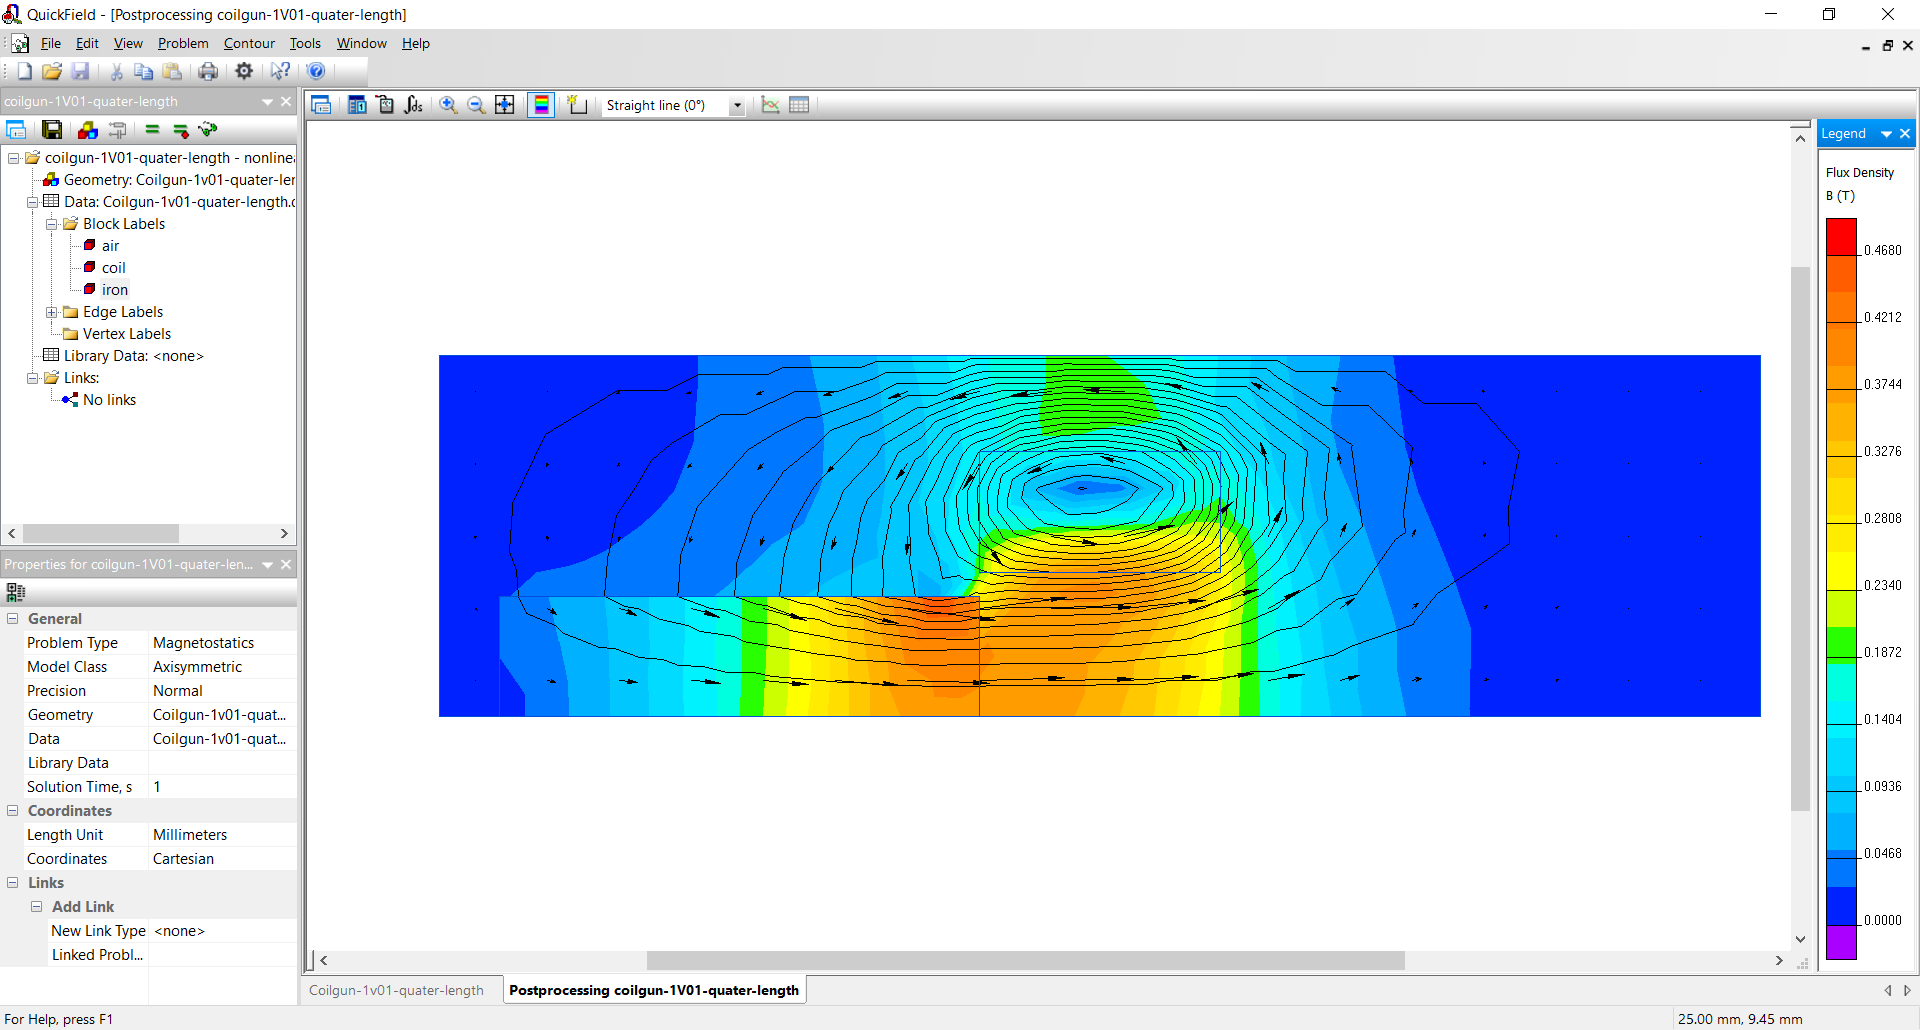 QuickField - [Postprocessing coilgun-1V01-quater-length]
File Edit View Problem Contour Tools Window Help
coilgun-1V01-quater-length
coilgun-1V01-quater-length - nonline
Geometry: Coilgun-1v01-quater-ler
Data: Coilgun-1v01-quater-length.
Block Labels
air
coil
iron
Edge Labels
Vertex Labels
Library Data: <none>
Links:
No links
Properties for coilgun-1V01-quater-len...
General
Problem Type Magnetostatics
Model Class Axisymmetric
Precision Normal
Geometry Coilgun-1v01-quat...
Data Coilgun-1v01-quat...
Library Data
Solution Time, s 1
Coordinates
Length Unit Millimeters
Coordinates Cartesian
Links
Add Link
New Link Type <none>
Linked Probl...
Straight line (0°)
Legend
Flux Density
B (T)
0.4680
0.4212
0.3744
0.3276
0.2808
0.2340
0.1872
0.1404
0.0936
0.0468
0.0000
Coilgun-1v01-quater-length
Postprocessing coilgun-1V01-quater-length
For Help, press F1
25.00 mm, 9.45 mm